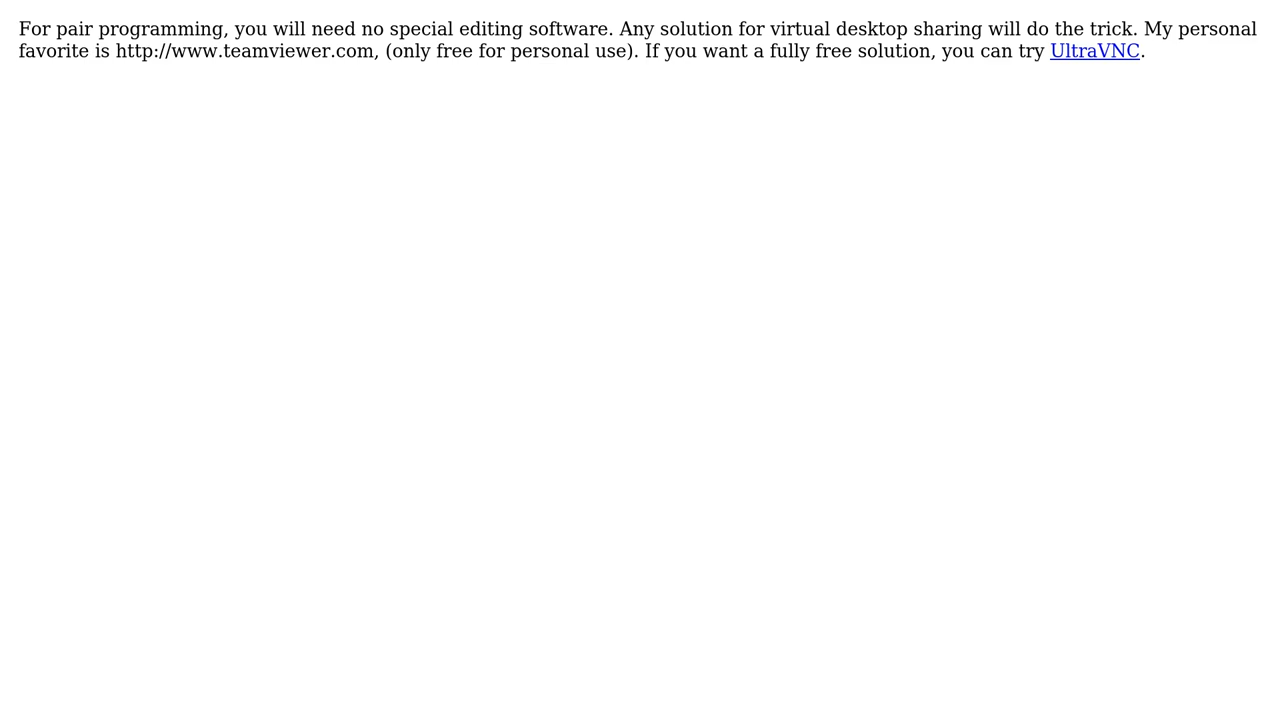 For pair programming, you will need no special editing software. Any solution for virtual desktop sharing will do the trick. My personal
favorite is http://www.teamviewer.com, (only free for personal use). If you want a fully free solution, you can try UltraVNC.